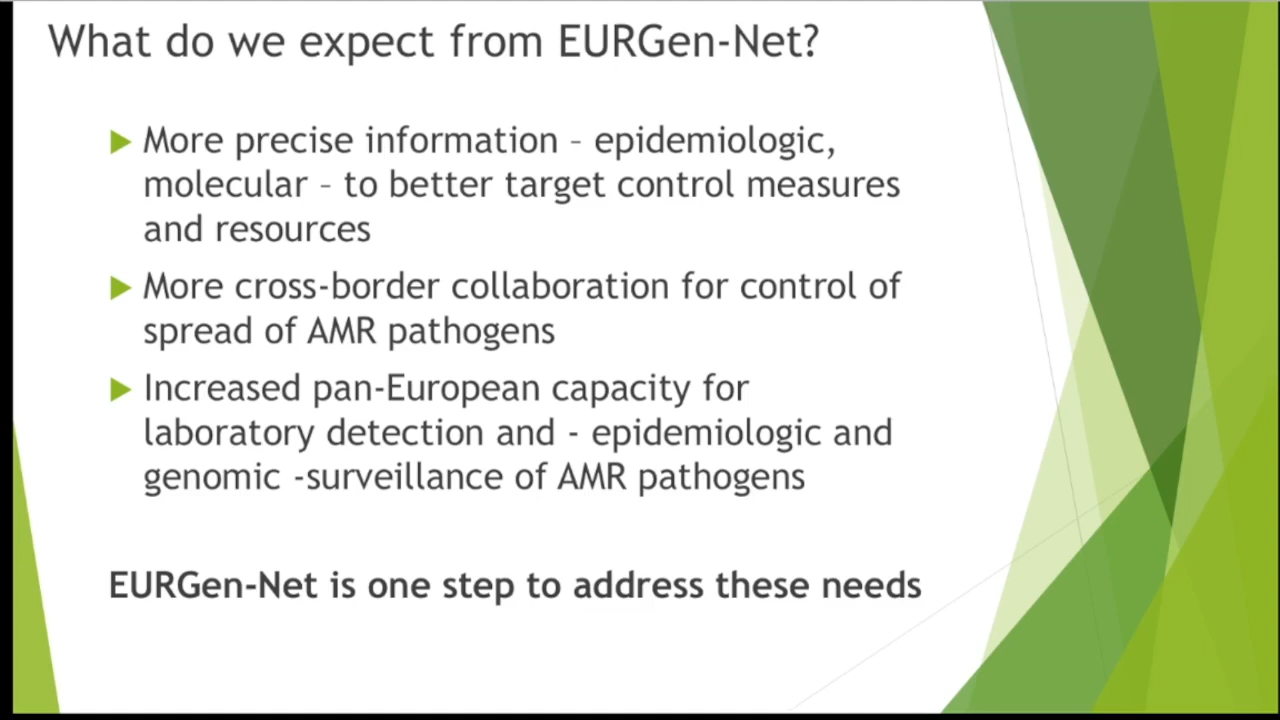 What do we expect from EURGen-Net?
More precise information – epidemiologic,
molecular – to better target control measures
and resources
More cross-border collaboration for control of
spread of AMR pathogens
Increased pan-European capacity for
laboratory detection and - epidemiologic and
genomic -surveillance of AMR pathogens
EURGen-Net is one step to address these needs